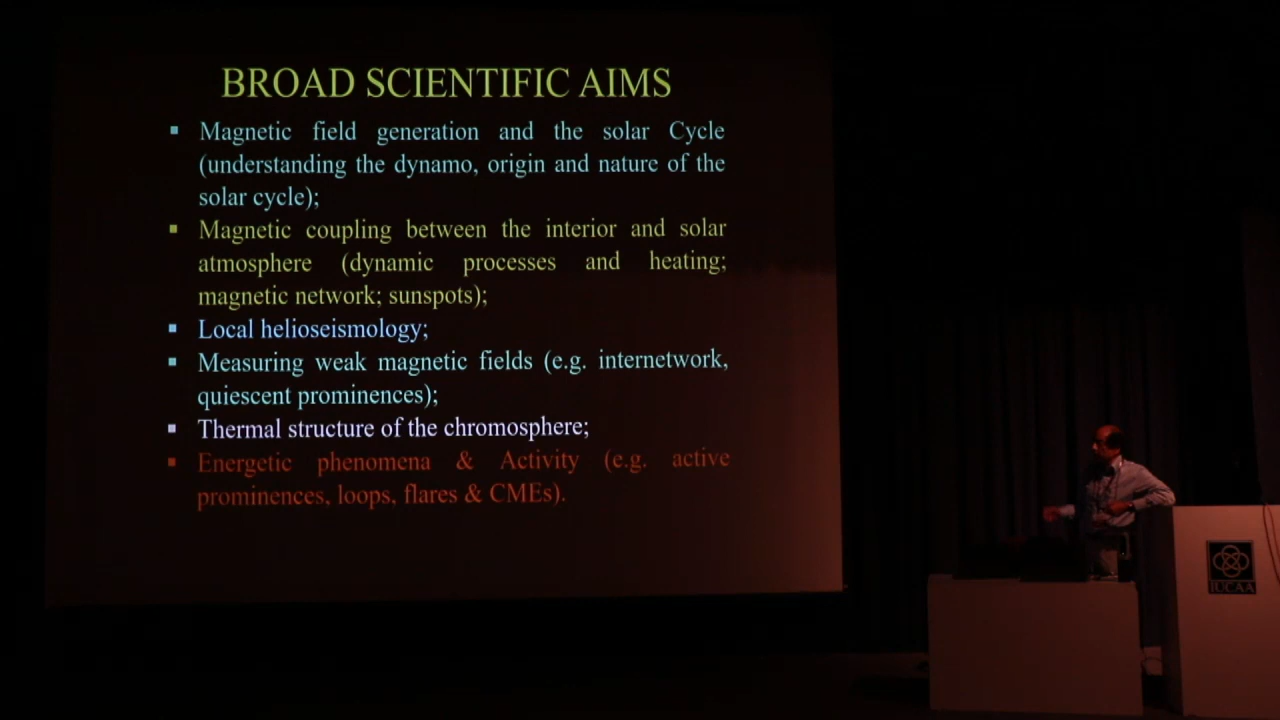 BROAD SCIENTIFIC AIMS
▪ Magnetic field generation and the solar Cycle
(understanding the dynamo, origin and nature of the
solar cycle);
▪ Magnetic coupling between the interior and solar
atmosphere (dynamic processes and heating;
magnetic network; sunspots);
▪ Local helioseismology;
▪ Measuring weak magnetic fields (e.g. internetwork,
quiescent prominences);
▪ Thermal structure of the chromosphere;
▪ Energetic phenomena & Activity (e.g. active
prominences, loops, flares & CMEs).
IUCAA